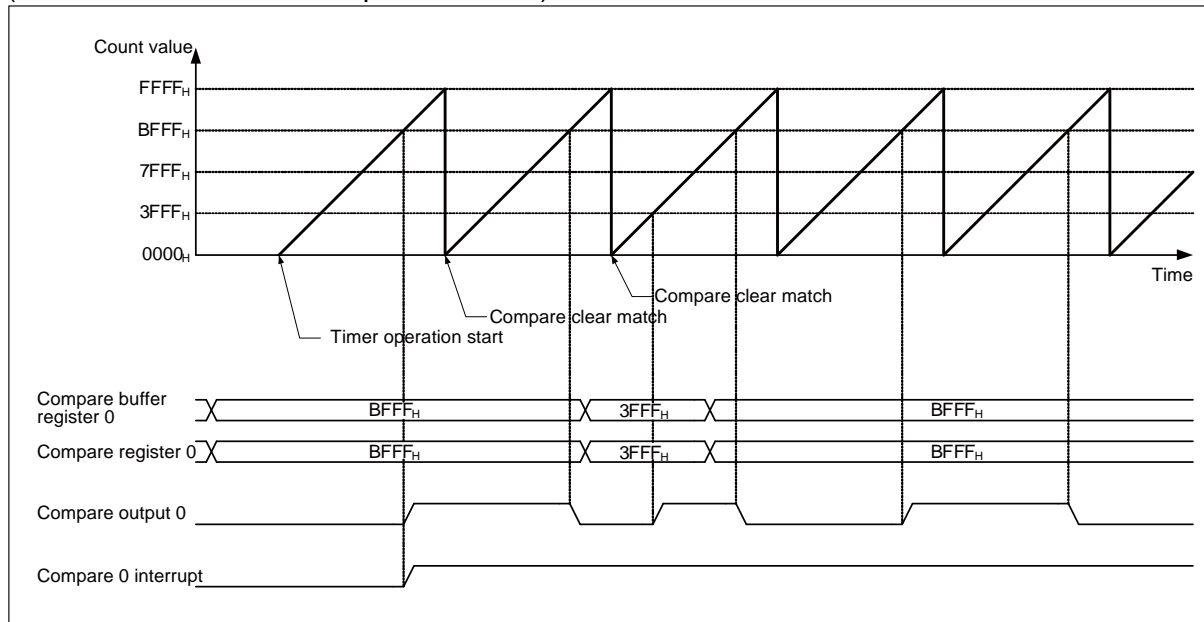 Count value
FFFFH
BFFFH
7FFFH
3FFFH
0000H
Time
Compare clear match
Compare clear match
Timer operation start
Compare buffer
register 0
BFFFH
3FFFH
BFFFH
Compare register 0
BFFFH
3FFFH
BFFFH
Compare output 0
Compare 0 interrupt